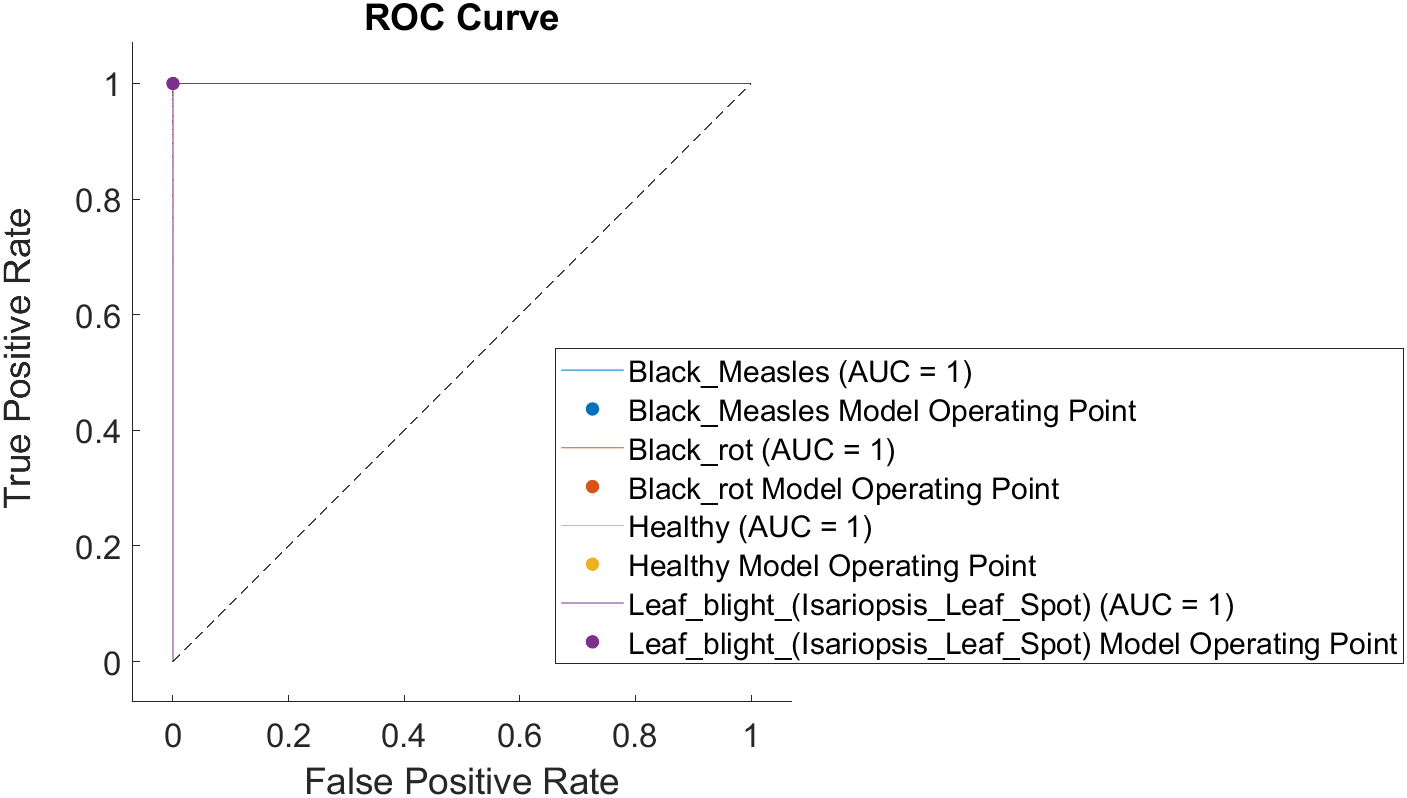 ROC Curve
True Positive Rate
1
0.8
0.6
0.4
0.2
0
0
0.2
0.4
0.6
0.8
1
False Positive Rate
Black_Measles (AUC = 1)
Black_Measles Model Operating Point
Black_rot (AUC = 1)
Black_rot Model Operating Point
Healthy (AUC = 1)
Healthy Model Operating Point
Leaf_blight_(Isariopsis_Leaf_Spot) (AUC = 1)
Leaf_blight_(Isariopsis_Leaf_Spot) Model Operating Point